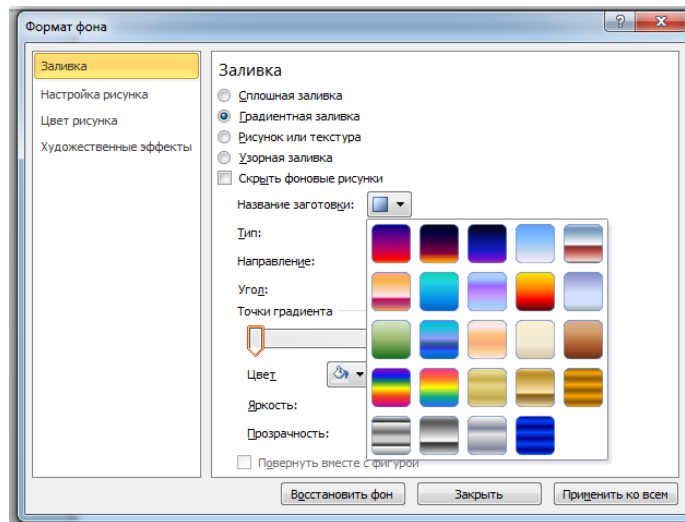 Формат фона
Заливка
Настройка рисунка
Цвет рисунка
Художественные эффекты
Заливка
Сплошная заливка
Градиентная заливка
Рисунок или текстура
Узорная заливка
Скрыть фоновые рисунки
Название заготовки:
Тип:
Направление:
Угол:
Точки градиента
Цвет
Яркость:
Прозрачность:
Повернуть вместе с фигурой
Восстановить фон
Закрыть
Применить ко всем